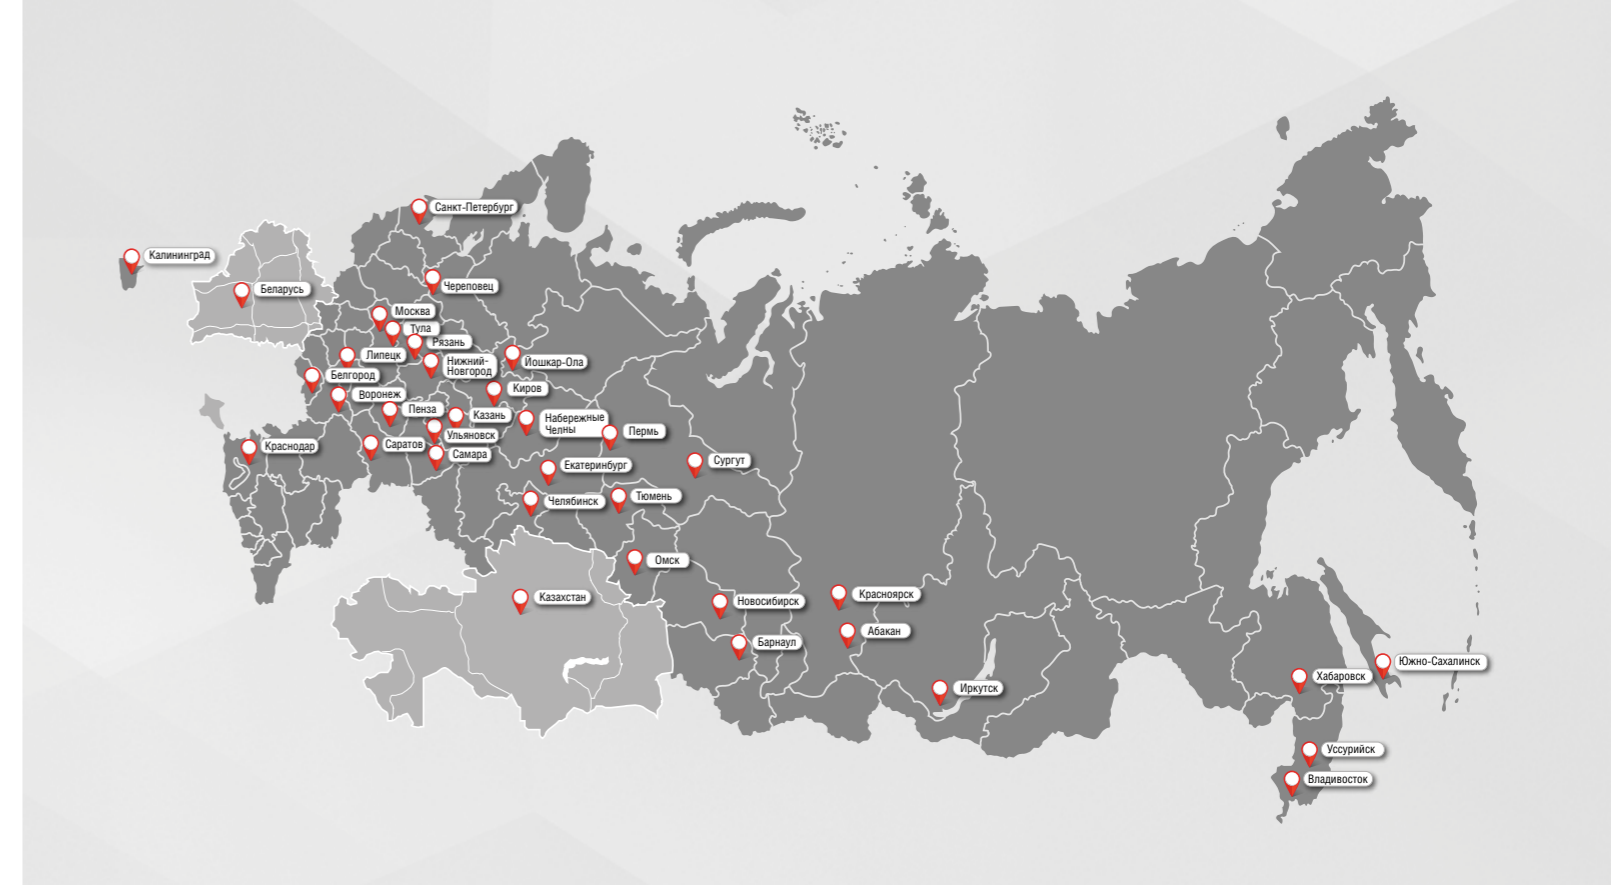 Санкт-Петербург
Калининград
Череповец
Беларусь
Москва
Тула
Рязань
Липецк
Нижний-
Новгород
Йошкар-Ола
Белгород
Киров
Воронеж
Пенза
Казань
Набережные
Челны
Пермь
Ульяновск
Краснодар
Саратов
Самара
Екатеринбург
Сургут
Челябинск
Тюмень
Омск
Казахстан
Новосибирск
Красноярск
Абакан
Барнаул
Иркутск
Южно-Сахалинск
Хабаровск
Уссурийск
Владивосток